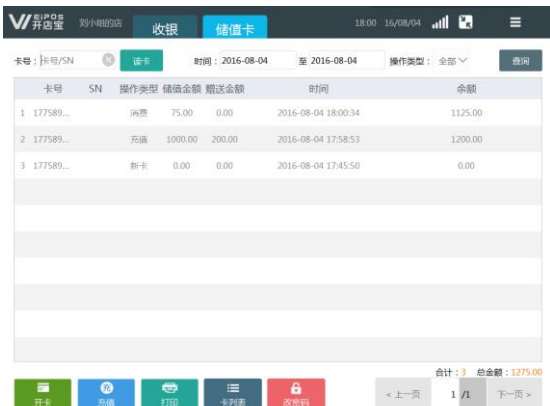 VEIPOS 开店宝 刘小姐的店 收银 储值卡 18:00 16/08/04
卡号: 卡号/SN 读卡 时间: 2016-08-04 至 2016-08-04 操作类型: 全部 查询
卡号 SN 操作类型 储值金额 赠送金额 时间 余额
1 177589... 消费 75.00 0.00 2016-08-04 18:00:34 1125.00
2 177589... 充值 1000.00 200.00 2016-08-04 17:58:53 1200.00
3 177589... 新卡 0.00 0.00 2016-08-04 17:45:50 0.00
合计: 3 总金额: 1275.00
开卡 充 充值 打印 卡列表 改密码 < 上一页 1 /1 下一页 >